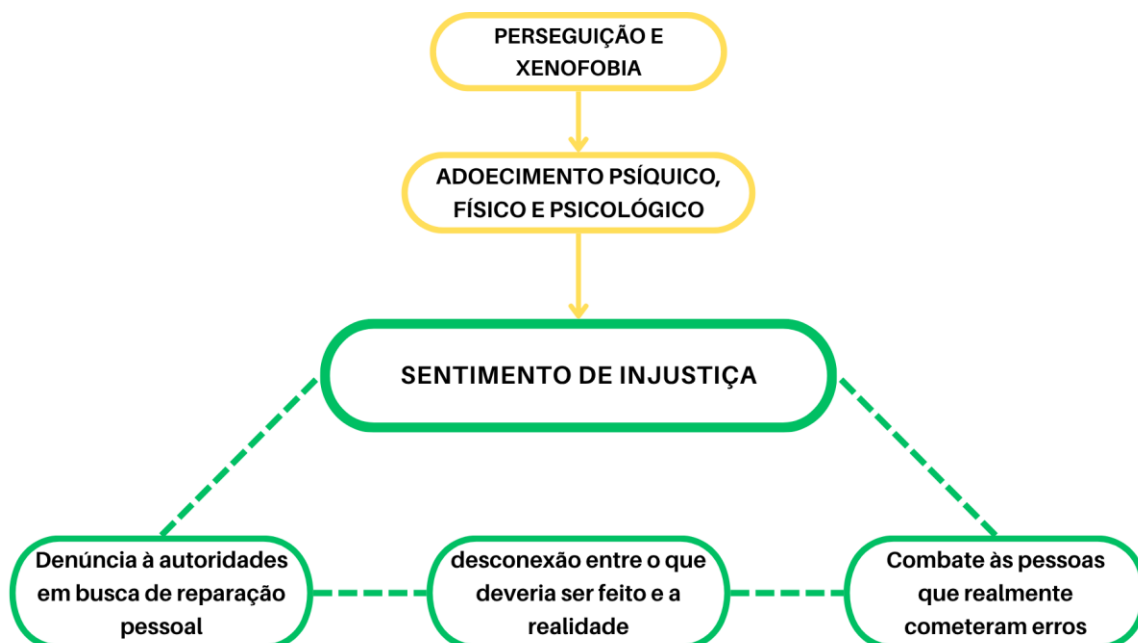 PERSEGUIÇÃO E
XENOFOBIA
ADOECIMENTO PSÍQUICO,
FÍSICO E PSICOLÓGICO
SENTIMENTO DE INJUSTIÇA
Denúncia à autoridades
em busca de reparação
pessoal
desconexão entre o que
deveria ser feito e a
realidade
Combate às pessoas
que realmente
cometeram erros